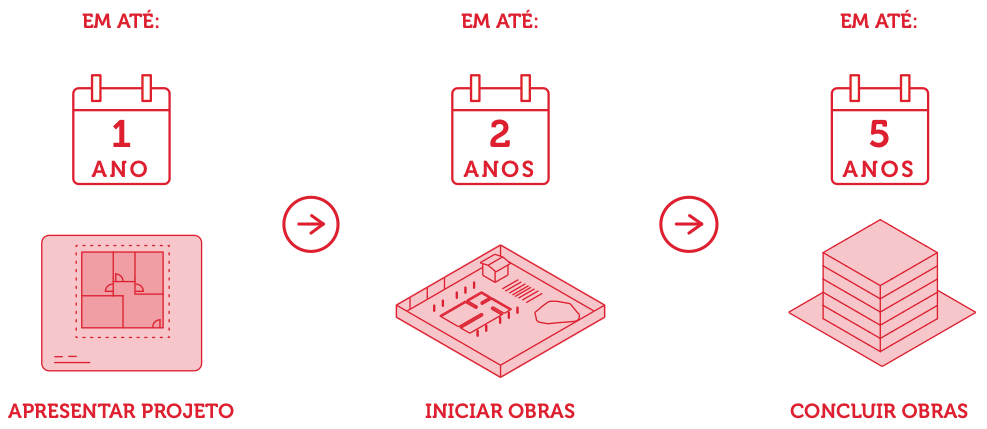 EM ATÉ:
1
ANO
APRESENTAR PROJETO
EM ATÉ:
2
ANOS
INICIAR OBRAS
EM ATÉ:
5
ANOS
CONCLUIR OBRAS